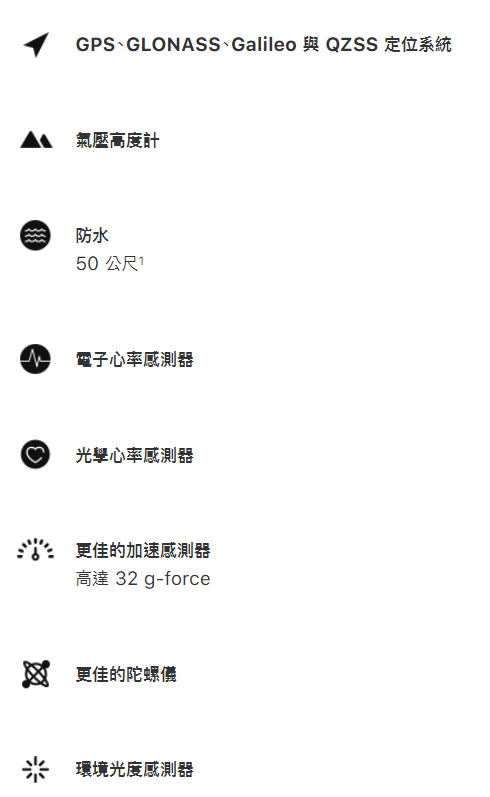 GPS、GLONASS、Galileo 與 QZSS 定位系統
氣壓高度計
防水
50 公尺¹
電子心率感測器
光學心率感測器
更佳的加速感測器
高達 32 g-force
更佳的陀螺儀
環境光度感測器